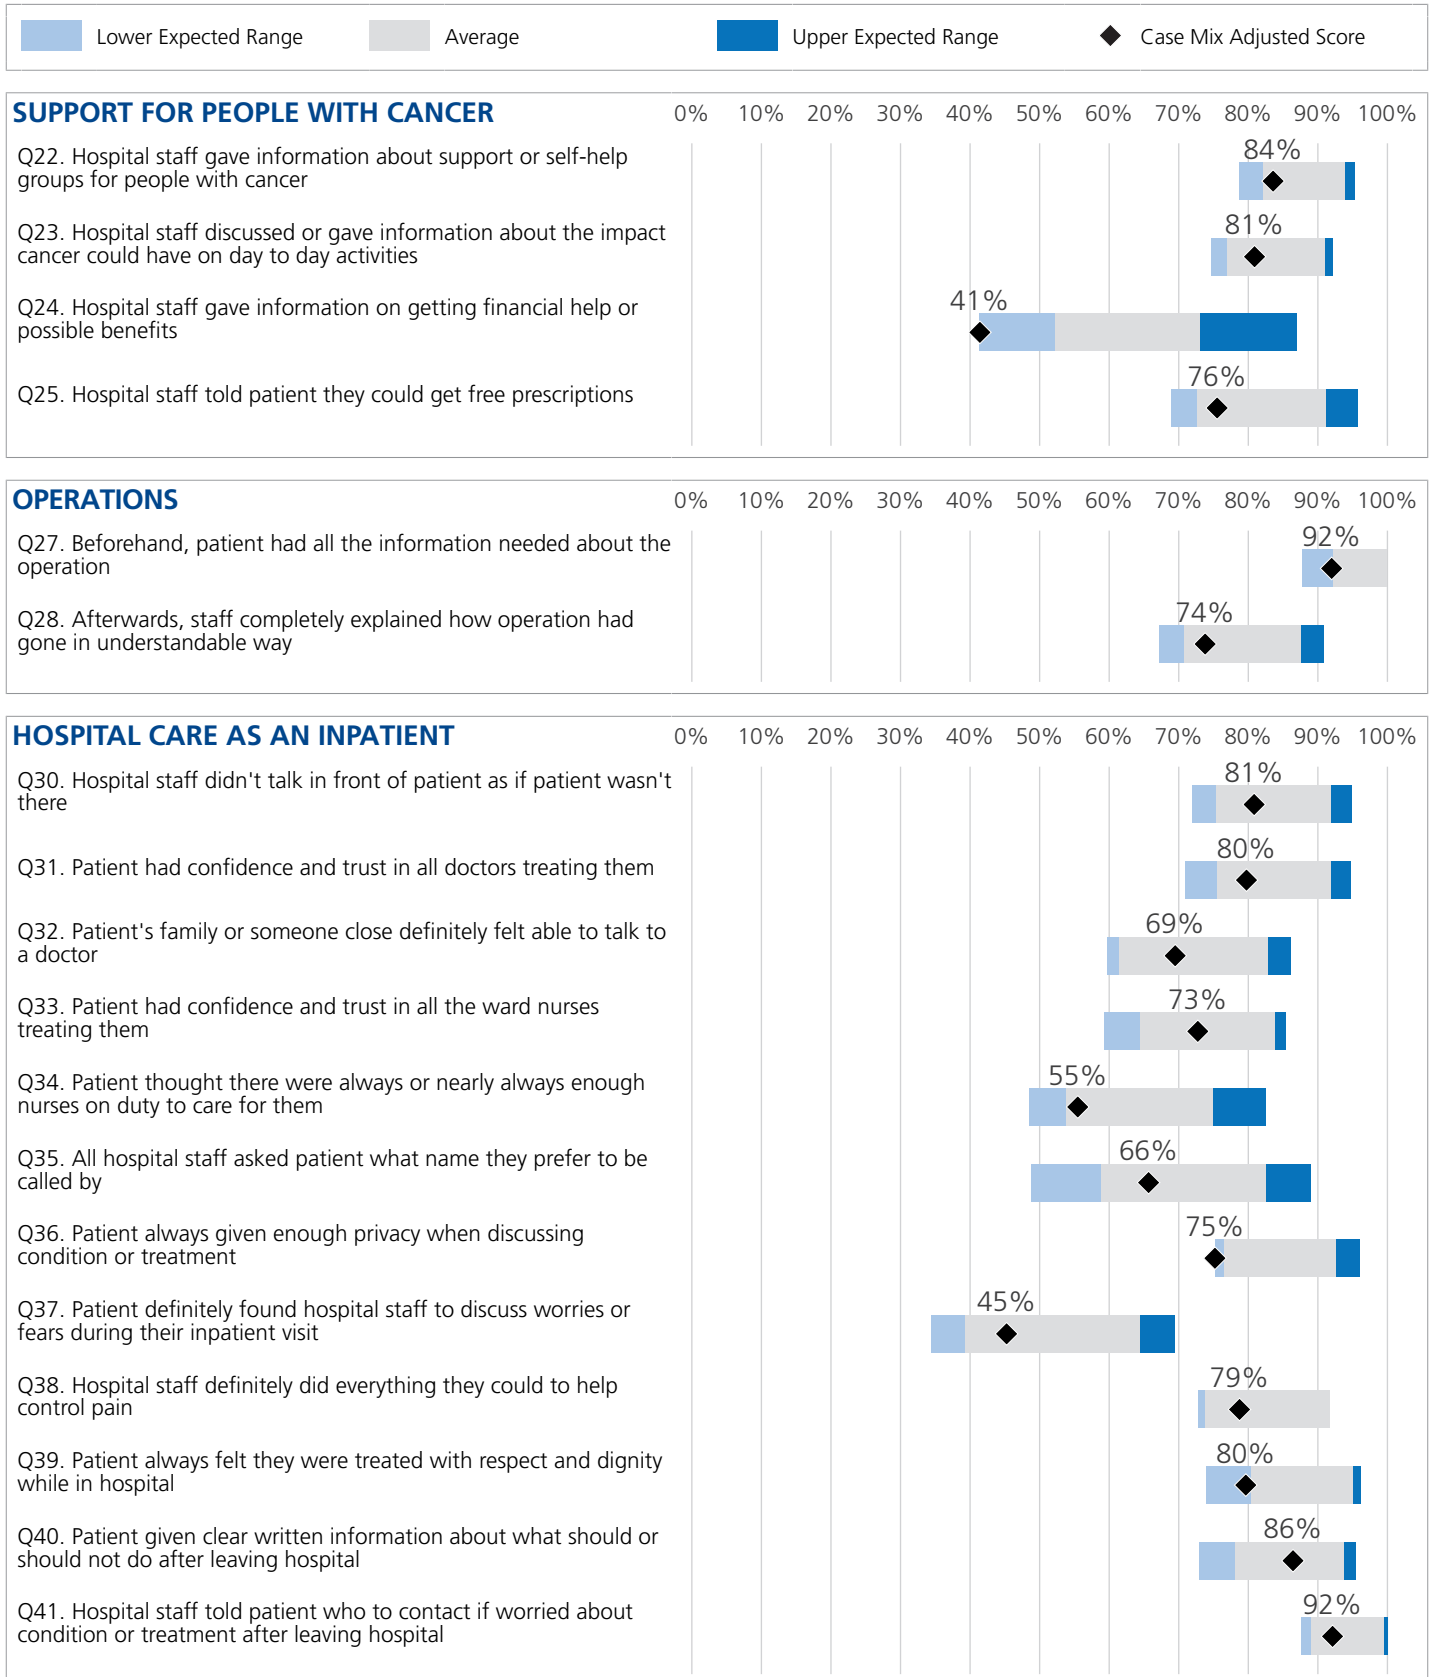 Lower Expected Range Average Upper Expected Range Case Mix Adjusted Score
SUPPORT FOR PEOPLE WITH CANCER 0% 10% 20% 30% 40% 50% 60% 70% 80% 90% 100%
Q22. Hospital staff gave information about support or self-help
groups for people with cancer
84%
Q23. Hospital staff discussed or gave information about the impact
cancer could have on day to day activities
81%
Q24. Hospital staff gave information on getting financial help or
possible benefits
41%
Q25. Hospital staff told patient they could get free prescriptions
76%
OPERATIONS 0% 10% 20% 30% 40% 50% 60% 70% 80% 90% 100%
Q27. Beforehand, patient had all the information needed about the
operation
92%
Q28. Afterwards, staff completely explained how operation had
gone in understandable way
74%
HOSPITAL CARE AS AN INPATIENT 0% 10% 20% 30% 40% 50% 60% 70% 80% 90% 100%
Q30. Hospital staff didn't talk in front of patient as if patient wasn't
there
81%
Q31. Patient had confidence and trust in all doctors treating them
80%
Q32. Patient's family or someone close definitely felt able to talk to
a doctor
69%
Q33. Patient had confidence and trust in all the ward nurses
treating them
73%
Q34. Patient thought there were always or nearly always enough
nurses on duty to care for them
55%
Q35. All hospital staff asked patient what name they prefer to be
called by
66%
Q36. Patient always given enough privacy when discussing
condition or treatment
75%
Q37. Patient definitely found hospital staff to discuss worries or
fears during their inpatient visit
45%
Q38. Hospital staff definitely did everything they could to help
control pain
79%
Q39. Patient always felt they were treated with respect and dignity
while in hospital
80%
Q40. Patient given clear written information about what should or
should not do after leaving hospital
86%
Q41. Hospital staff told patient who to contact if worried about
condition or treatment after leaving hospital
92%